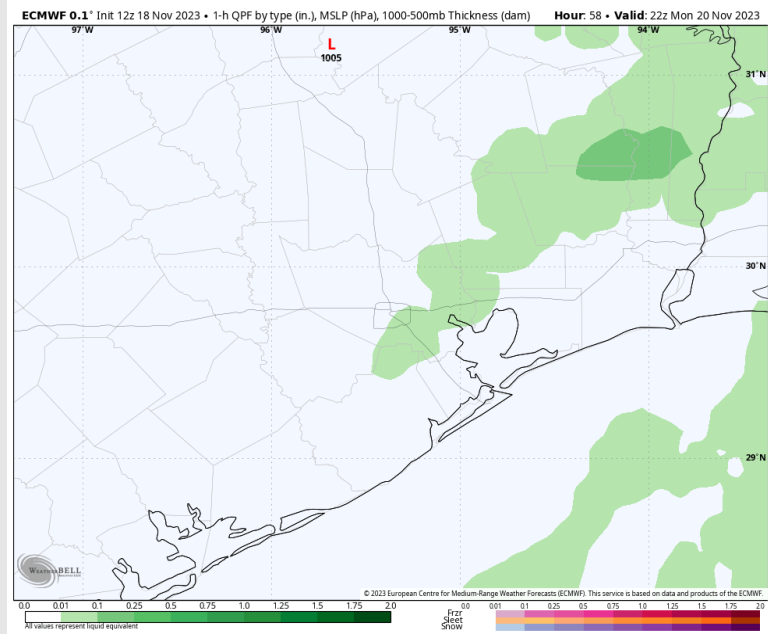 ECMWF 0.1° Init 12z 18 Nov 2023 • 1-h QPF by type (in.), MSLP (hPa), 1000-500mb Thickness (dam) Hour: 58 • Valid: 22z Mon 20 Nov 2023
97°W 96°W 95°W 94°W
L
1005
31°N
30°N
29°N
WEATHERBELL
© 2023 European Centre for Medium-Range Weather Forecasts (ECMWF). This service is based on data and products of the ECMWF.
0.0 0.01 0.1 0.25 0.5 0.75 1.0 1.25 1.5 1.75 2.0 0.0 0.01 0.1 0.25 0.5 0.75 1.0 1.25 1.5 1.75 2.0
Frzr
Sleet
Snow
All values represent liquid equivalent